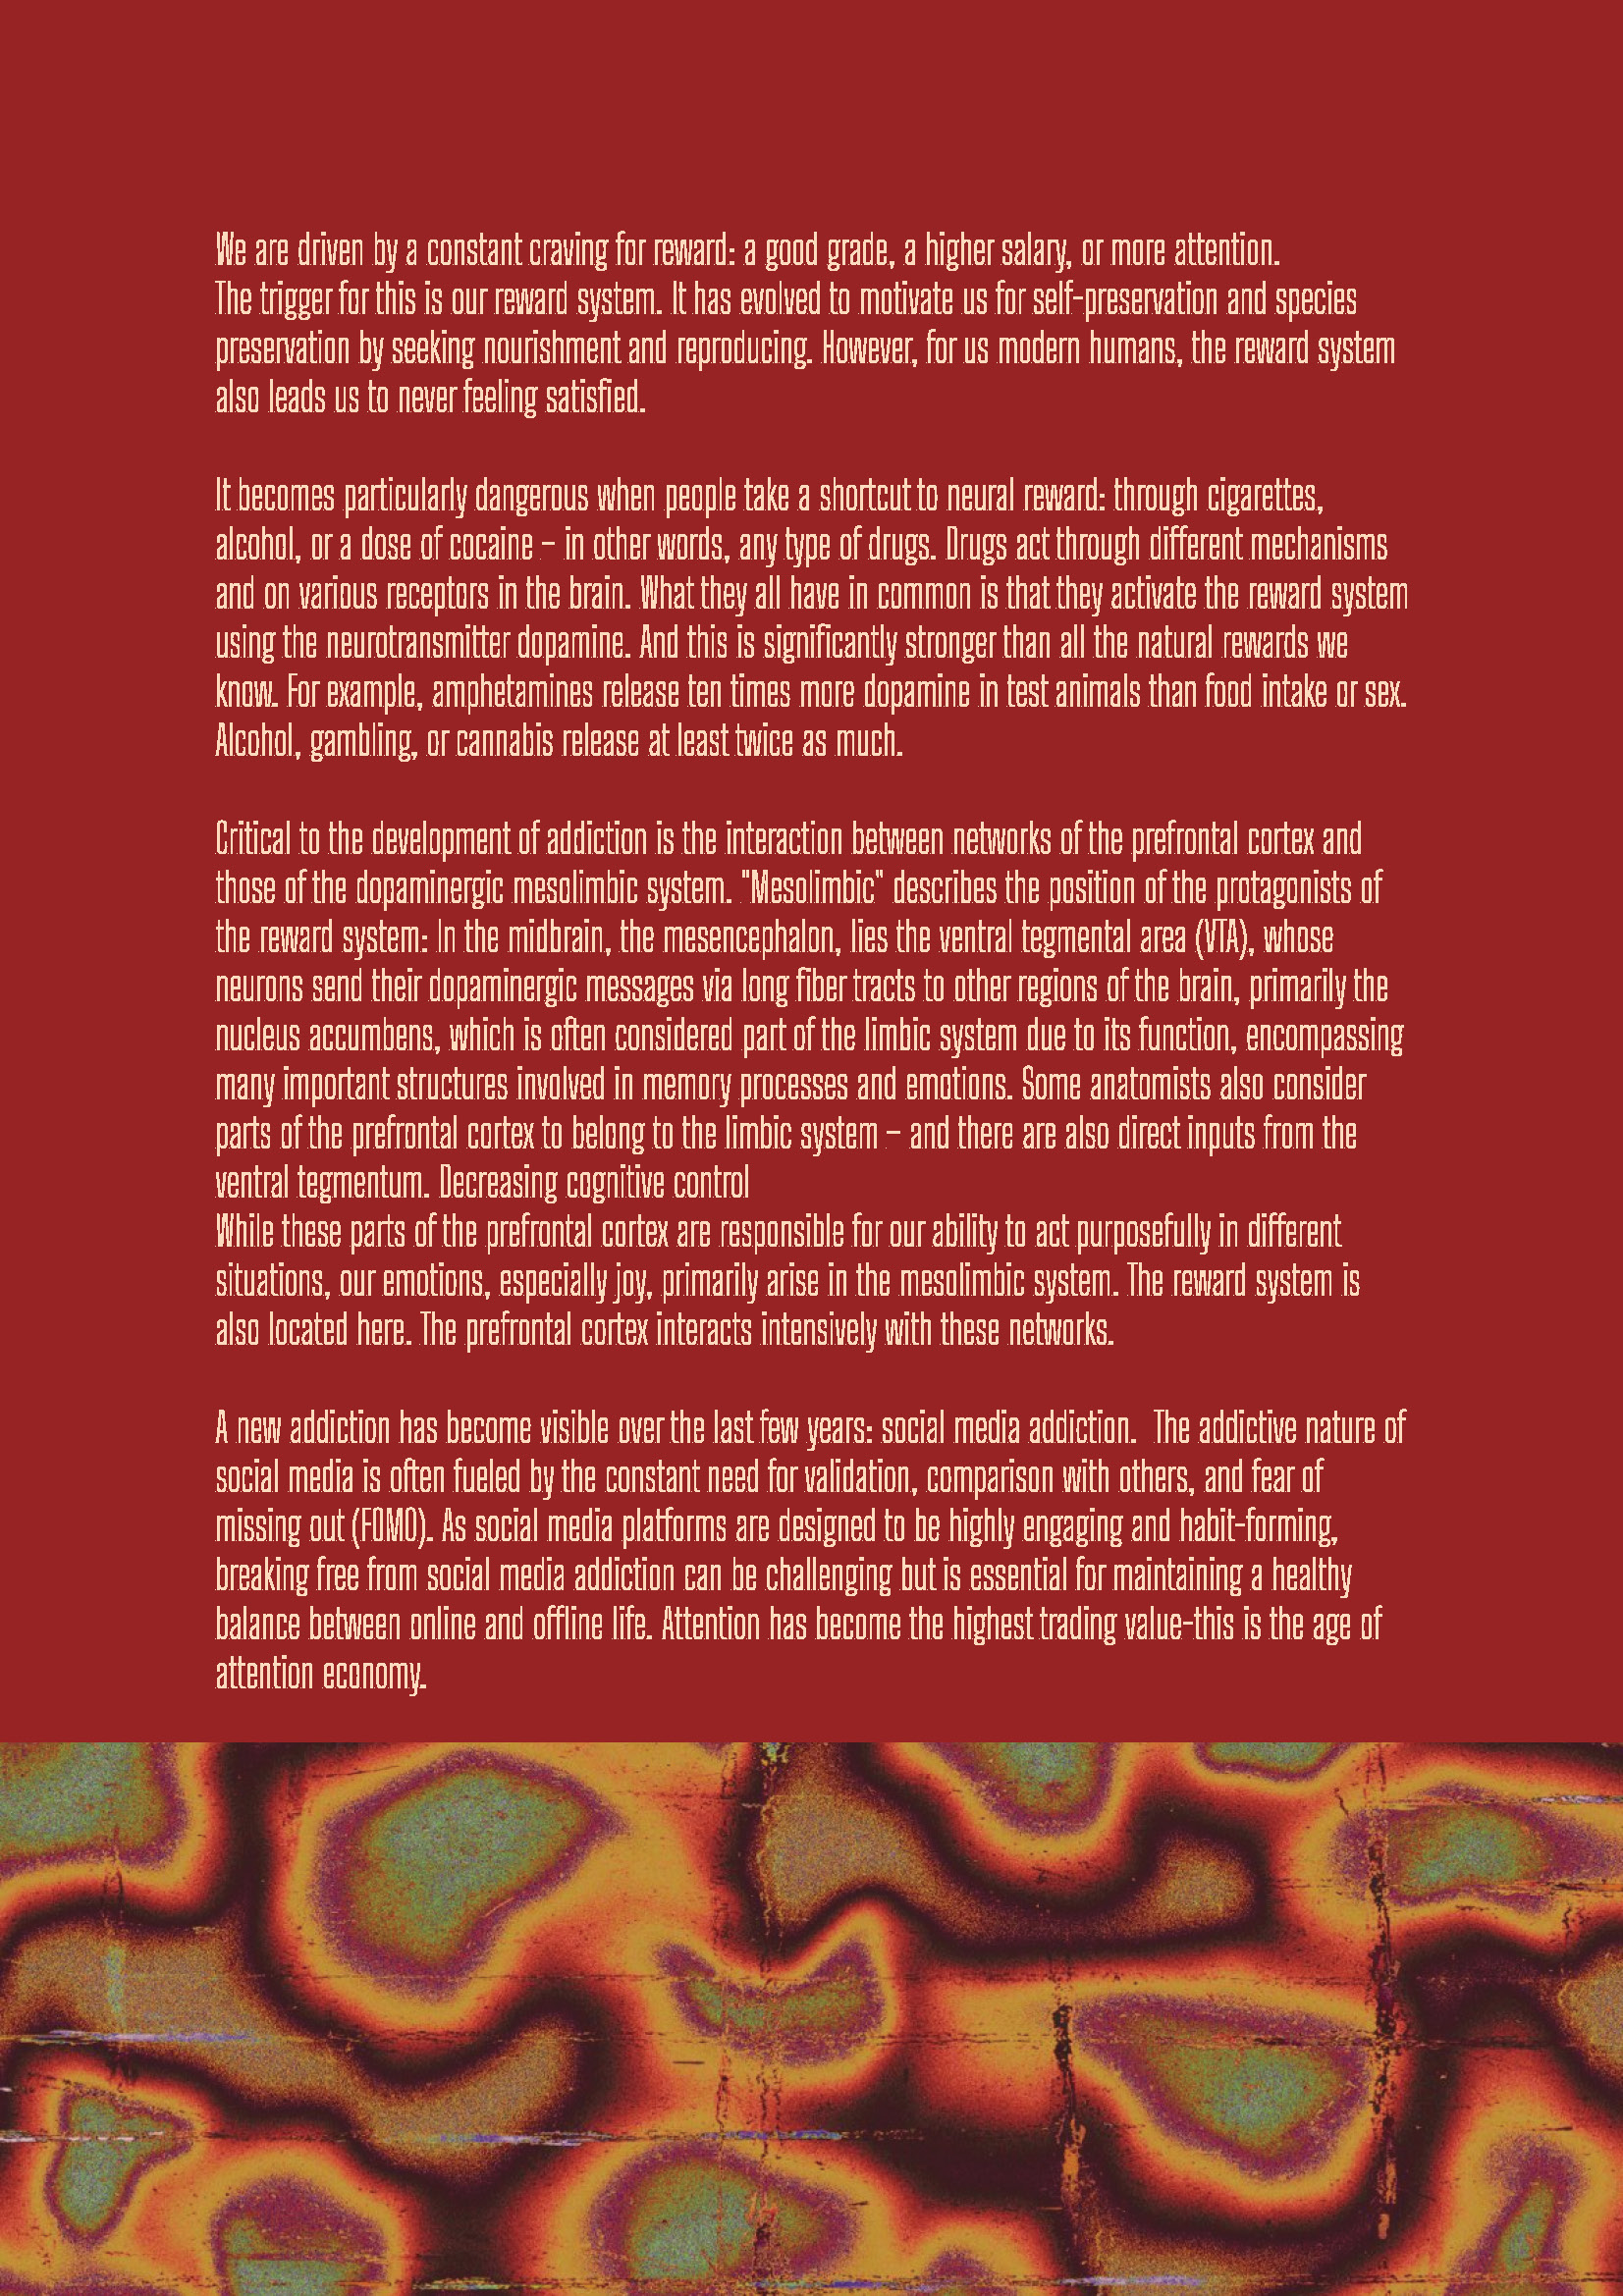 We are driven by a constant craving for reward: a good grade, a higher salary, or more attention.
The trigger for this is our reward system. It has evolved to motivate us for self-preservation and species
preservation by seeking nourishment and reproducing. However, for us modern humans, the reward system
also leads us to never feeling satisfied.

It becomes particularly dangerous when people take a shortcut to neural reward: through cigarettes,
alcohol, or a dose of cocaine – in other words, any type of drugs. Drugs act through different mechanisms
and on various receptors in the brain. What they all have in common is that they activate the reward system
using the neurotransmitter dopamine. And this is significantly stronger than all the natural rewards we
know. For example, amphetamines release ten times more dopamine in test animals than food intake or sex.
Alcohol, gambling, or cannabis release at least twice as much.

Critical to the development of addiction is the interaction between networks of the prefrontal cortex and
those of the dopaminergic mesolimbic system. "Mesolimbic" describes the position of the protagonists of
the reward system: In the midbrain, the mesencephalon, lies the ventral tegmental area (VTA), whose
neurons send their dopaminergic messages via long fiber tracts to other regions of the brain, primarily the
nucleus accumbens, which is often considered part of the limbic system due to its function, encompassing
many important structures involved in memory processes and emotions. Some anatomists also consider
parts of the prefrontal cortex to belong to the limbic system – and there are also direct inputs from the
ventral tegmentum. Decreasing cognitive control
While these parts of the prefrontal cortex are responsible for our ability to act purposefully in different
situations, our emotions, especially joy, primarily arise in the mesolimbic system. The reward system is
also located here. The prefrontal cortex interacts intensively with these networks.

A new addiction has become visible over the last few years: social media addiction.  The addictive nature of
social media is often fueled by the constant need for validation, comparison with others, and fear of
missing out (FOMO). As social media platforms are designed to be highly engaging and habit-forming,
breaking free from social media addiction can be challenging but is essential for maintaining a healthy
balance between online and offline life. Attention has become the highest trading value-this is the age of
attention economy.